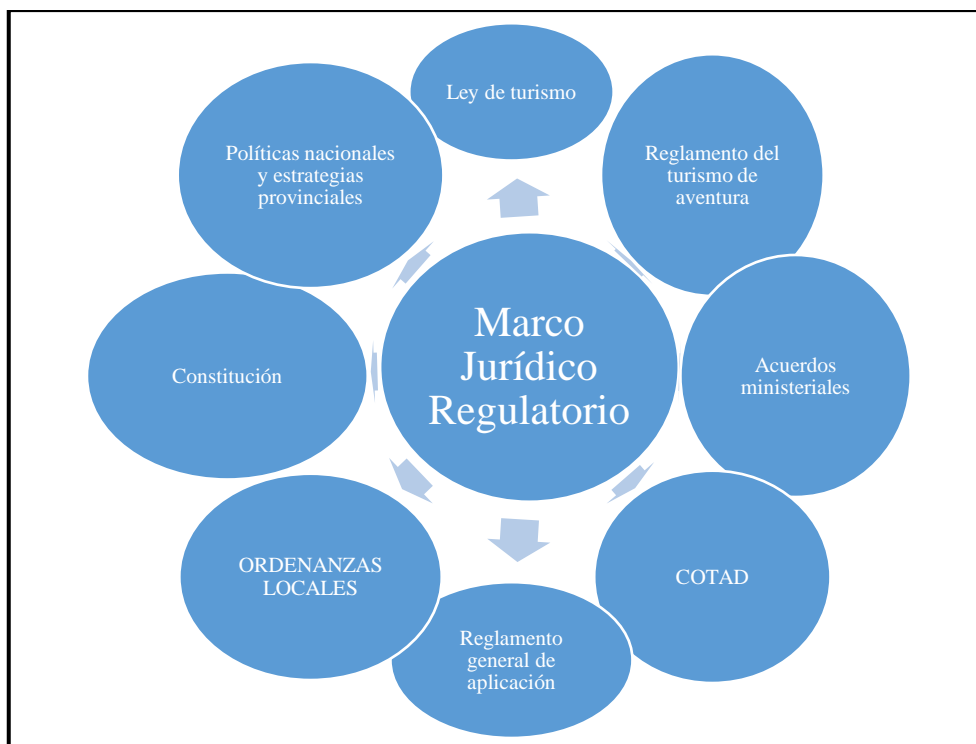 Ley de turismo
Políticas nacionales
y estrategias
provinciales
Reglamento del
turismo de
aventura
Marco
Jurídico
Regulatorio
Constitución
Acuerdos
ministeriales
ORDENANZAS
LOCALES
COTAD
Reglamento
general de
aplicación